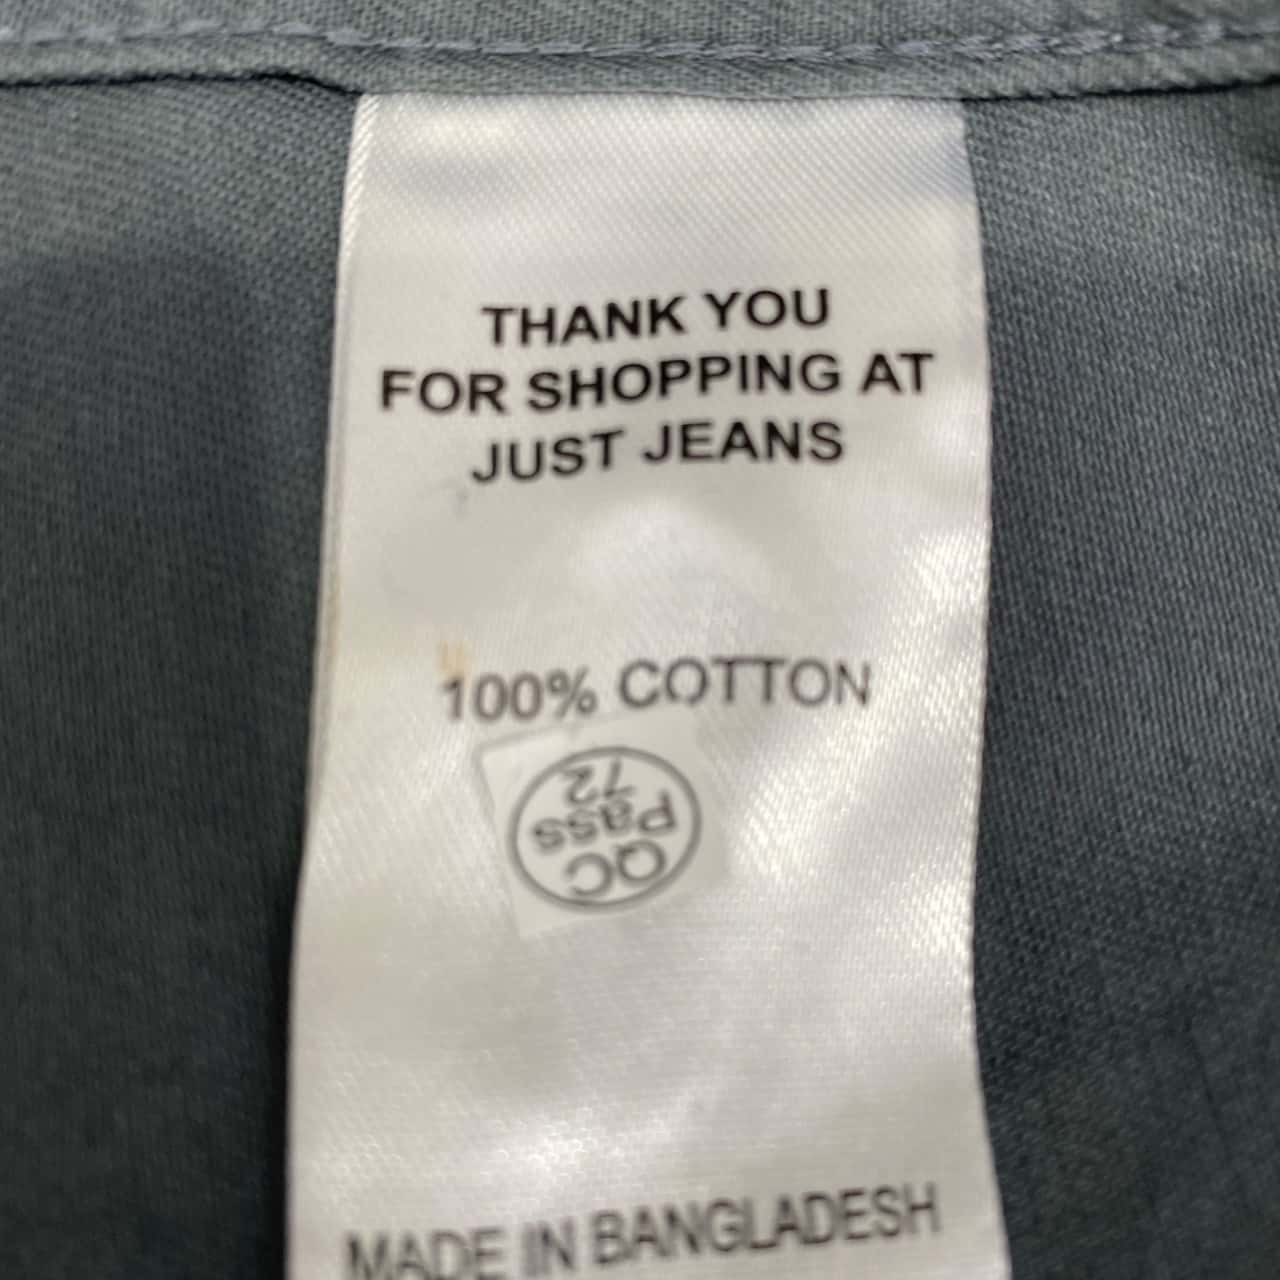 THANK YOU
FOR SHOPPING AT
JUST JEANS
100% COTTON
QC
Pass
72
MADE IN BANGLADESH